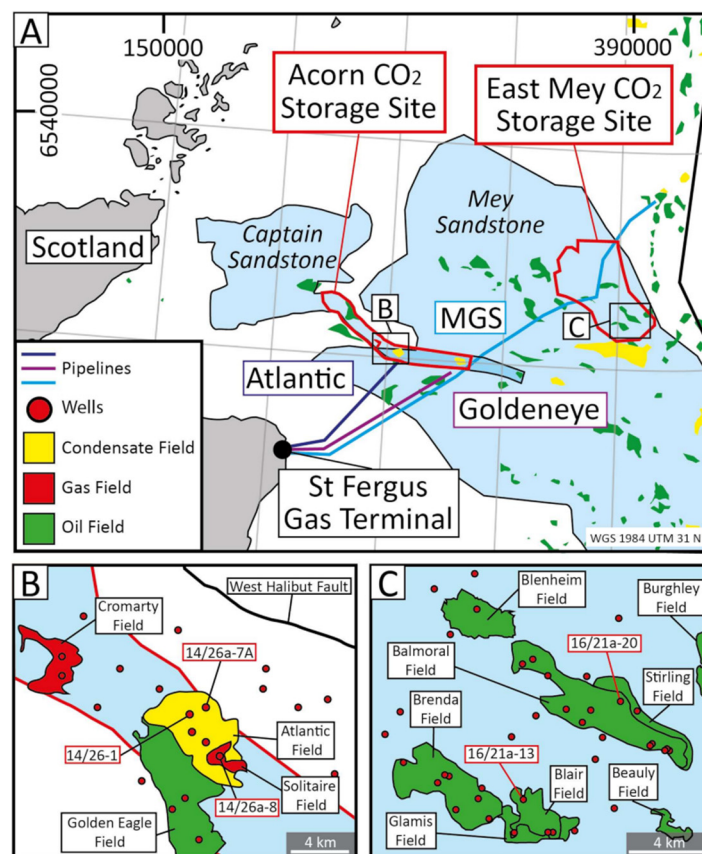 A
150000
390000
6540000
Acorn CO₂
Storage Site
East Mey CO₂
Storage Site
Mey
Sandstone
Captain
Sandstone
Scotland
B
MGS
C
Atlantic
Goldeneye
St Fergus
Gas Terminal
WGS 1984 UTM 31 N
Pipelines
Wells
Condensate Field
Gas Field
Oil Field
B
West Halibut Fault
Cromarty
Field
14/26a-7A
Atlantic
Field
14/26-1
Solitaire
Field
14/26a-8
Golden Eagle
Field
4 km
C
Blenheim
Field
Burghley
Field
16/21a-20
Balmoral
Field
Stirling
Field
Brenda
Field
16/21a-13
Blair
Field
Beauly
Field
Glamis
Field
4 km